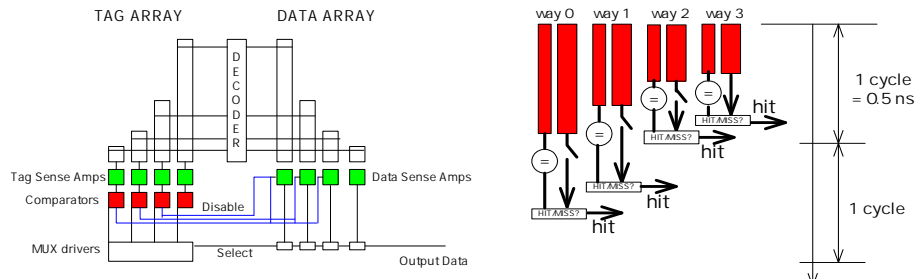 TAG ARRAY
DATA ARRAY
DECODER
Tag Sense Amps
Data Sense Amps
Comparators
Disable
MUX drivers
Select
Output Data
way 0
way 1
way 2
way 3
=
=
=
=
HIT/MISS?
hit
HIT/MISS?
hit
HIT/MISS?
hit
HIT/MISS?
hit
1 cycle
= 0.5 ns
1 cycle